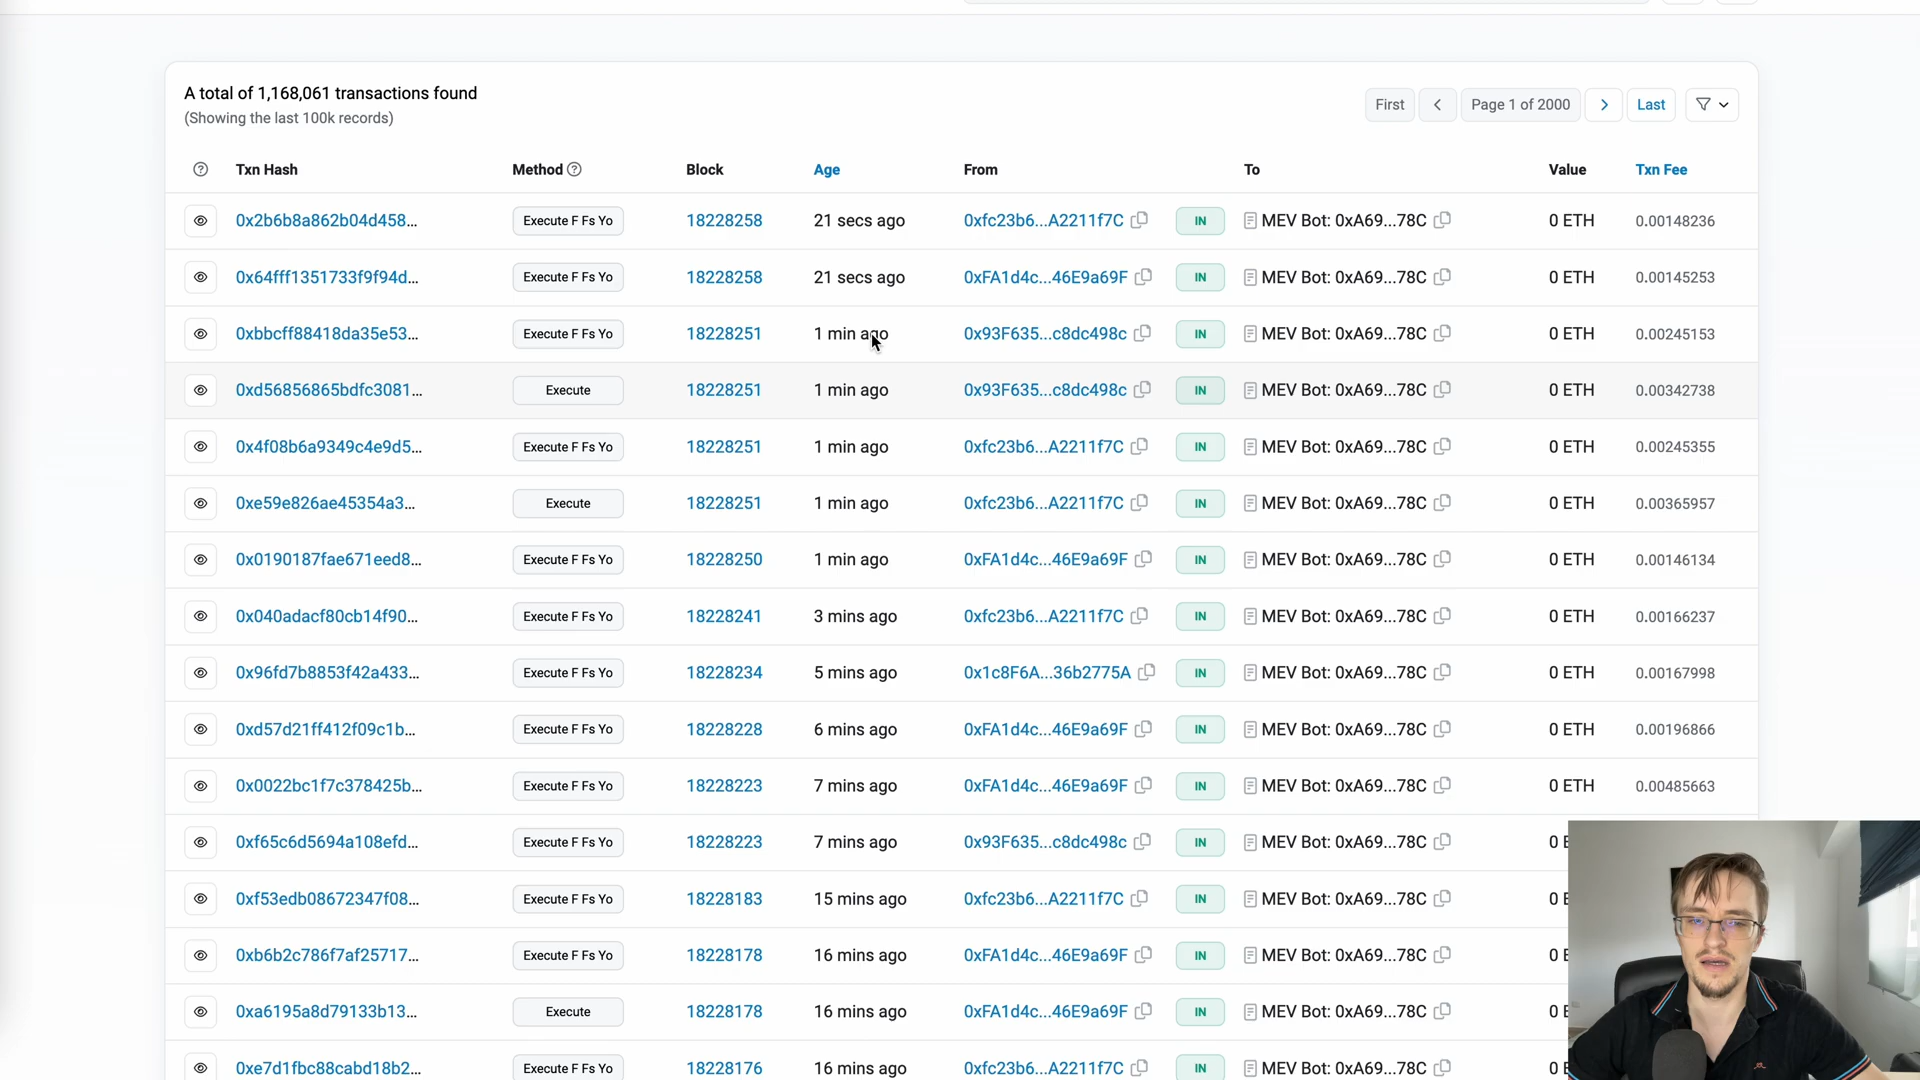 A total of 1,168,061 transactions found
(Showing the last 100k records)
First Page 1 of 2000 Last
Txn Hash Method Block Age From To Value Txn Fee
0x2b6b8a862b04d458... Execute F Fs Yo 18228258 21 secs ago 0xfc23b6...A2211f7C IN MEV Bot: 0xA69...78C 0 ETH 0.00148236
0x64fff1351733f9f94d... Execute F Fs Yo 18228258 21 secs ago 0xFA1d4c...46E9a69F IN MEV Bot: 0xA69...78C 0 ETH 0.00145253
0xbbcff88418da35e53... Execute F Fs Yo 18228251 1 min ago 0x93F635...c8dc498c IN MEV Bot: 0xA69...78C 0 ETH 0.00245153
0xd56856865bdfc3081... Execute 18228251 1 min ago 0x93F635...c8dc498c IN MEV Bot: 0xA69...78C 0 ETH 0.00342738
0x4f08b6a9349c4e9d5... Execute F Fs Yo 18228251 1 min ago 0xfc23b6...A2211f7C IN MEV Bot: 0xA69...78C 0 ETH 0.00245355
0xe59e826ae45354a3... Execute 18228251 1 min ago 0xfc23b6...A2211f7C IN MEV Bot: 0xA69...78C 0 ETH 0.00365957
0x0190187fae671eed8... Execute F Fs Yo 18228250 1 min ago 0xFA1d4c...46E9a69F IN MEV Bot: 0xA69...78C 0 ETH 0.00146134
0x040adacf80cb14f90... Execute F Fs Yo 18228241 3 mins ago 0xfc23b6...A2211f7C IN MEV Bot: 0xA69...78C 0 ETH 0.00166237
0x96fd7b8853f42a433... Execute F Fs Yo 18228234 5 mins ago 0x1c8F6A...36b2775A IN MEV Bot: 0xA69...78C 0 ETH 0.00167998
0xd57d21ff412f09c1b... Execute F Fs Yo 18228228 6 mins ago 0xFA1d4c...46E9a69F IN MEV Bot: 0xA69...78C 0 ETH 0.00196866
0x0022bc1f7c378425b... Execute F Fs Yo 18228223 7 mins ago 0xFA1d4c...46E9a69F IN MEV Bot: 0xA69...78C 0 ETH 0.00485663
0xf65c6d5694a108efd... Execute F Fs Yo 18228223 7 mins ago 0x93F635...c8dc498c IN MEV Bot: 0xA69...78C 0
0xf53edb08672347f08... Execute F Fs Yo 18228183 15 mins ago 0xfc23b6...A2211f7C IN MEV Bot: 0xA69...78C 0
0xb6b2c786f7af25717... Execute F Fs Yo 18228178 16 mins ago 0xFA1d4c...46E9a69F IN MEV Bot: 0xA69...78C 0
0xa6195a8d79133b13... Execute 18228178 16 mins ago 0xFA1d4c...46E9a69F IN MEV Bot: 0xA69...78C 0
0xe7d1fbc88cabd18b2... Execute F Fs Yo 18228176 16 mins ago 0xfc23b6...A2211f7C IN MEV Bot: 0xA69...78C 0